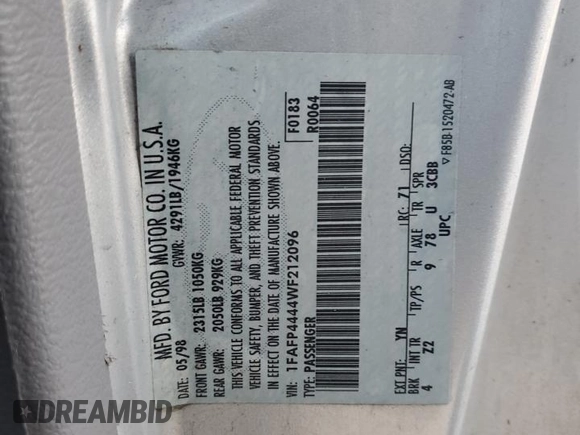 MFD. BY FORD MOTOR CO. IN U.S.A.
DATE: 05/98 GVWR: 4291LB/1946KG
FRONT GAWR: 2315LB 1050KG
REAR GAWR: 2050LB 929KG
THIS VEHICLE CONFORMS TO ALL APPLICABLE FEDERAL MOTOR
VEHICLE SAFETY, BUMPER, AND THEFT PREVENTION STANDARDS
IN EFFECT ON THE DATE OF MANUFACTURE SHOWN ABOVE.
VIN: 1FAFP4444WF212096 F0183
TYPE: PASSENGER R0064
EXT PNT: YN RC: Z1 DSO:
BRK INT TR TP/PS R AXLE TR SPR
4 Z2 9 78 U 3CBB
UPC
▽ F85B-1520472-AB
DREAMBID